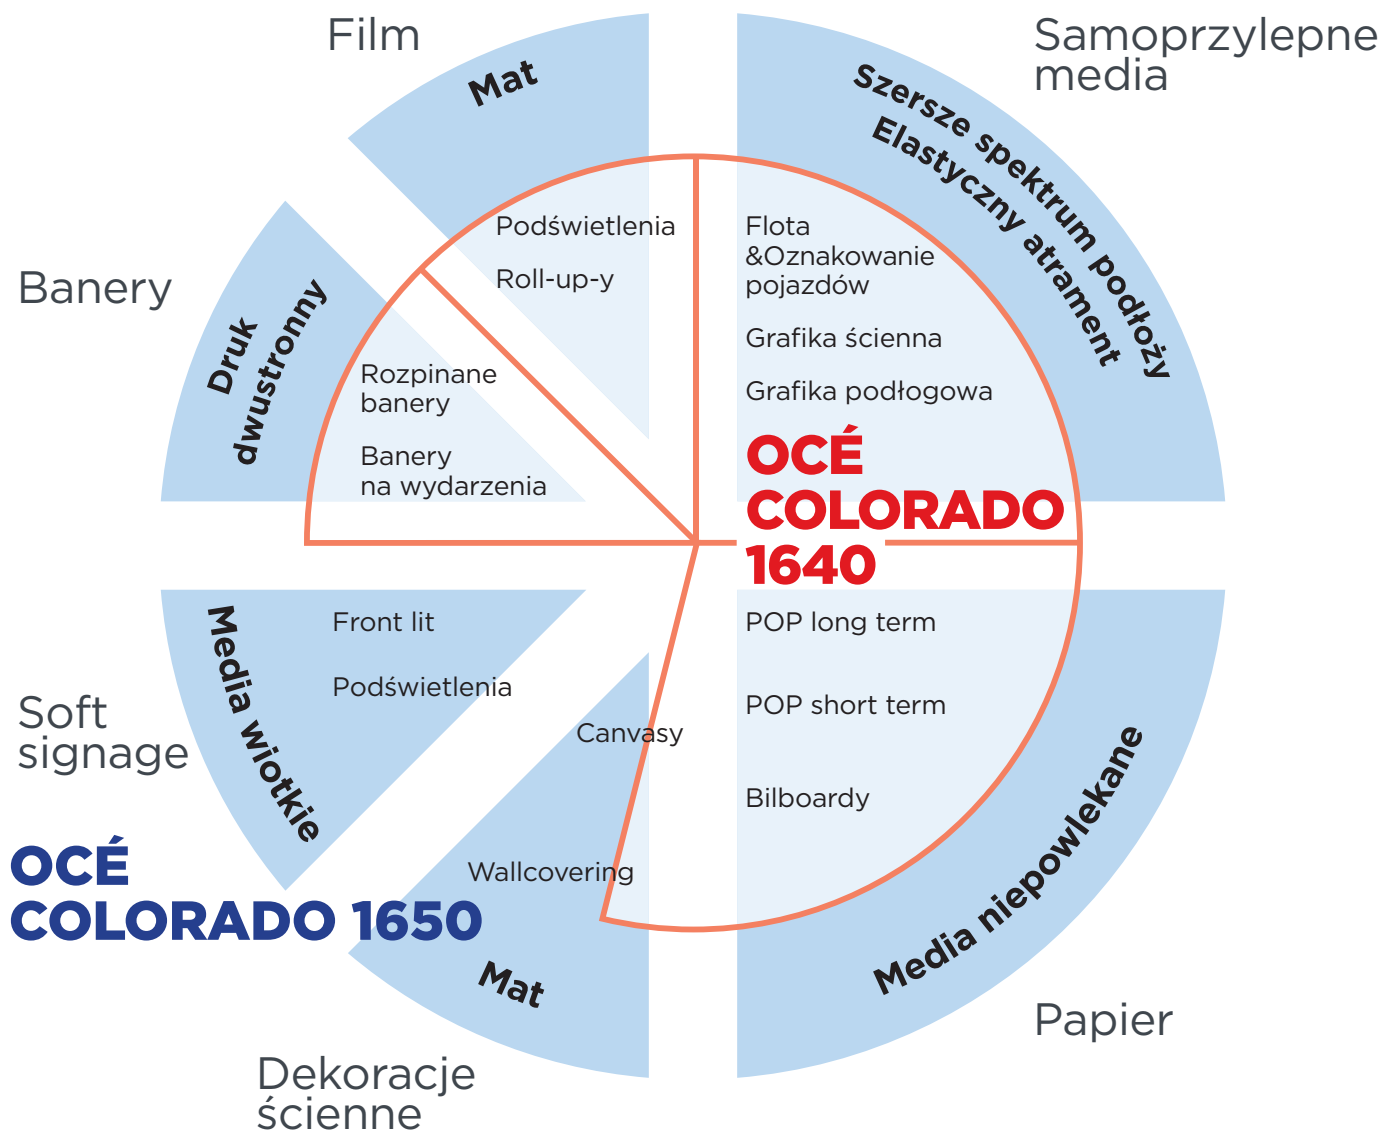 Film
Mat
Podświetlenia
Roll-up-y
Samoprzylepne
media
Szersze spektrum podłoży
Elastyczny atrament
Flota
&Oznakowanie
pojazdów
Grafika ścienna
Grafika podłogowa
Banery
Druk
dwustronny
Rozpinane
banery
Banery
na wydarzenia
OCÉ
COLORADO
1640
Soft
signage
Media wiotkie
Front lit
Podświetlenia
OCÉ
COLORADO 1650
Canvasy
Wallcovering
Mat
Dekoracje
ścienne
POP long term
POP short term
Bilboardy
Media niepowlekane
Papier